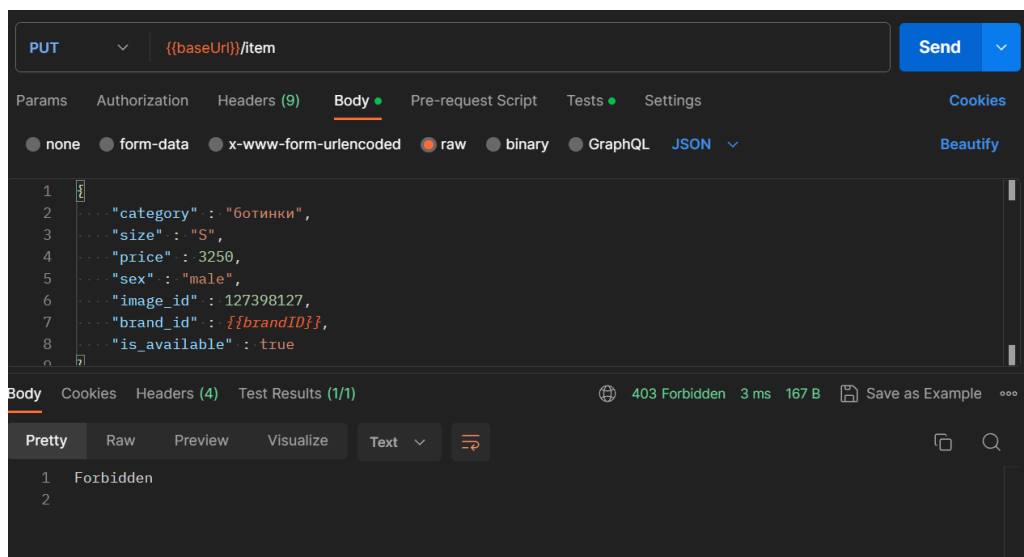 PUT {{baseUrl}}/item Send
Params Authorization Headers (9) Body Pre-request Script Tests Settings Cookies
none form-data x-www-form-urlencoded raw binary GraphQL JSON Beautify
1 {
2 "category" : "ботинки",
3 "size" : "S",
4 "price" : 3250,
5 "sex" : "male",
6 "image_id" : 127398127,
7 "brand_id" : {{brandID}},
8 "is_available" : true
9 }
Body Cookies Headers (4) Test Results (1/1) 403 Forbidden 3 ms 167 B Save as Example
Pretty Raw Preview Visualize Text
1 Forbidden
2